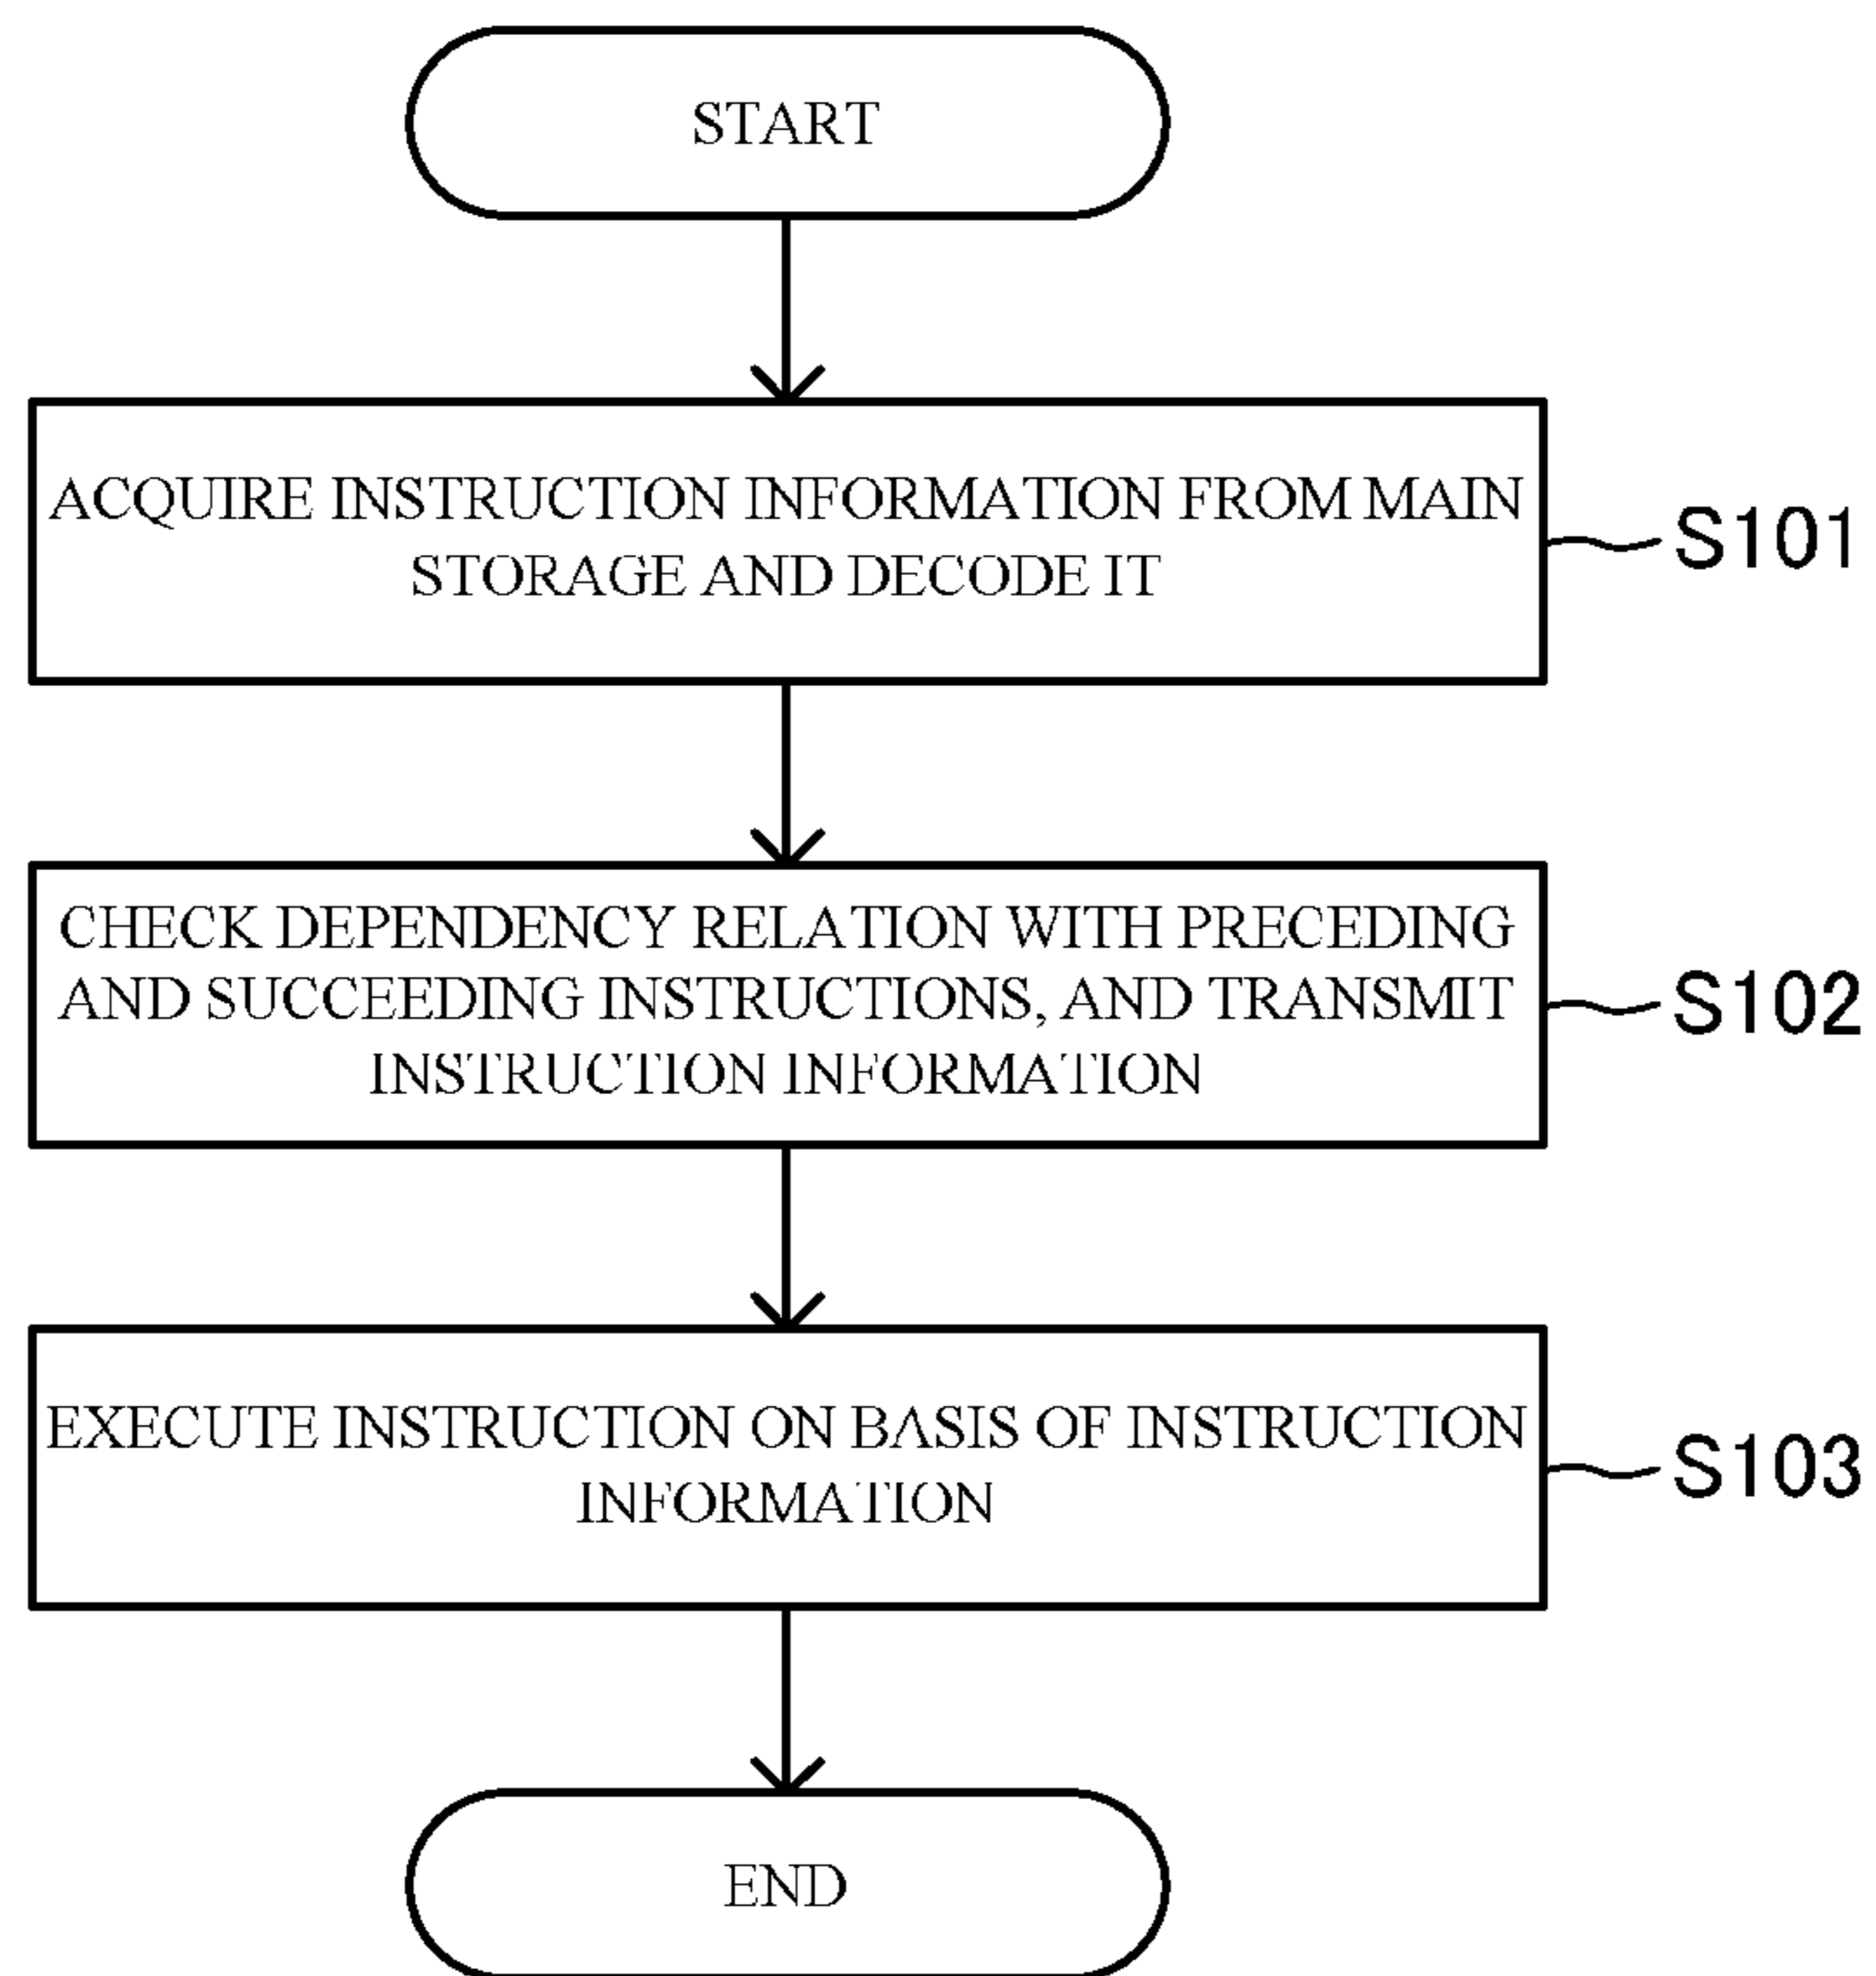 START
ACQUIRE INSTRUCTION INFORMATION FROM MAIN
STORAGE AND DECODE IT
S101
CHECK DEPENDENCY RELATION WITH PRECEDING
AND SUCCEEDING INSTRUCTIONS, AND TRANSMIT
INSTRUCTION INFORMATION
S102
EXECUTE INSTRUCTION ON BASIS OF INSTRUCTION
INFORMATION
S103
END